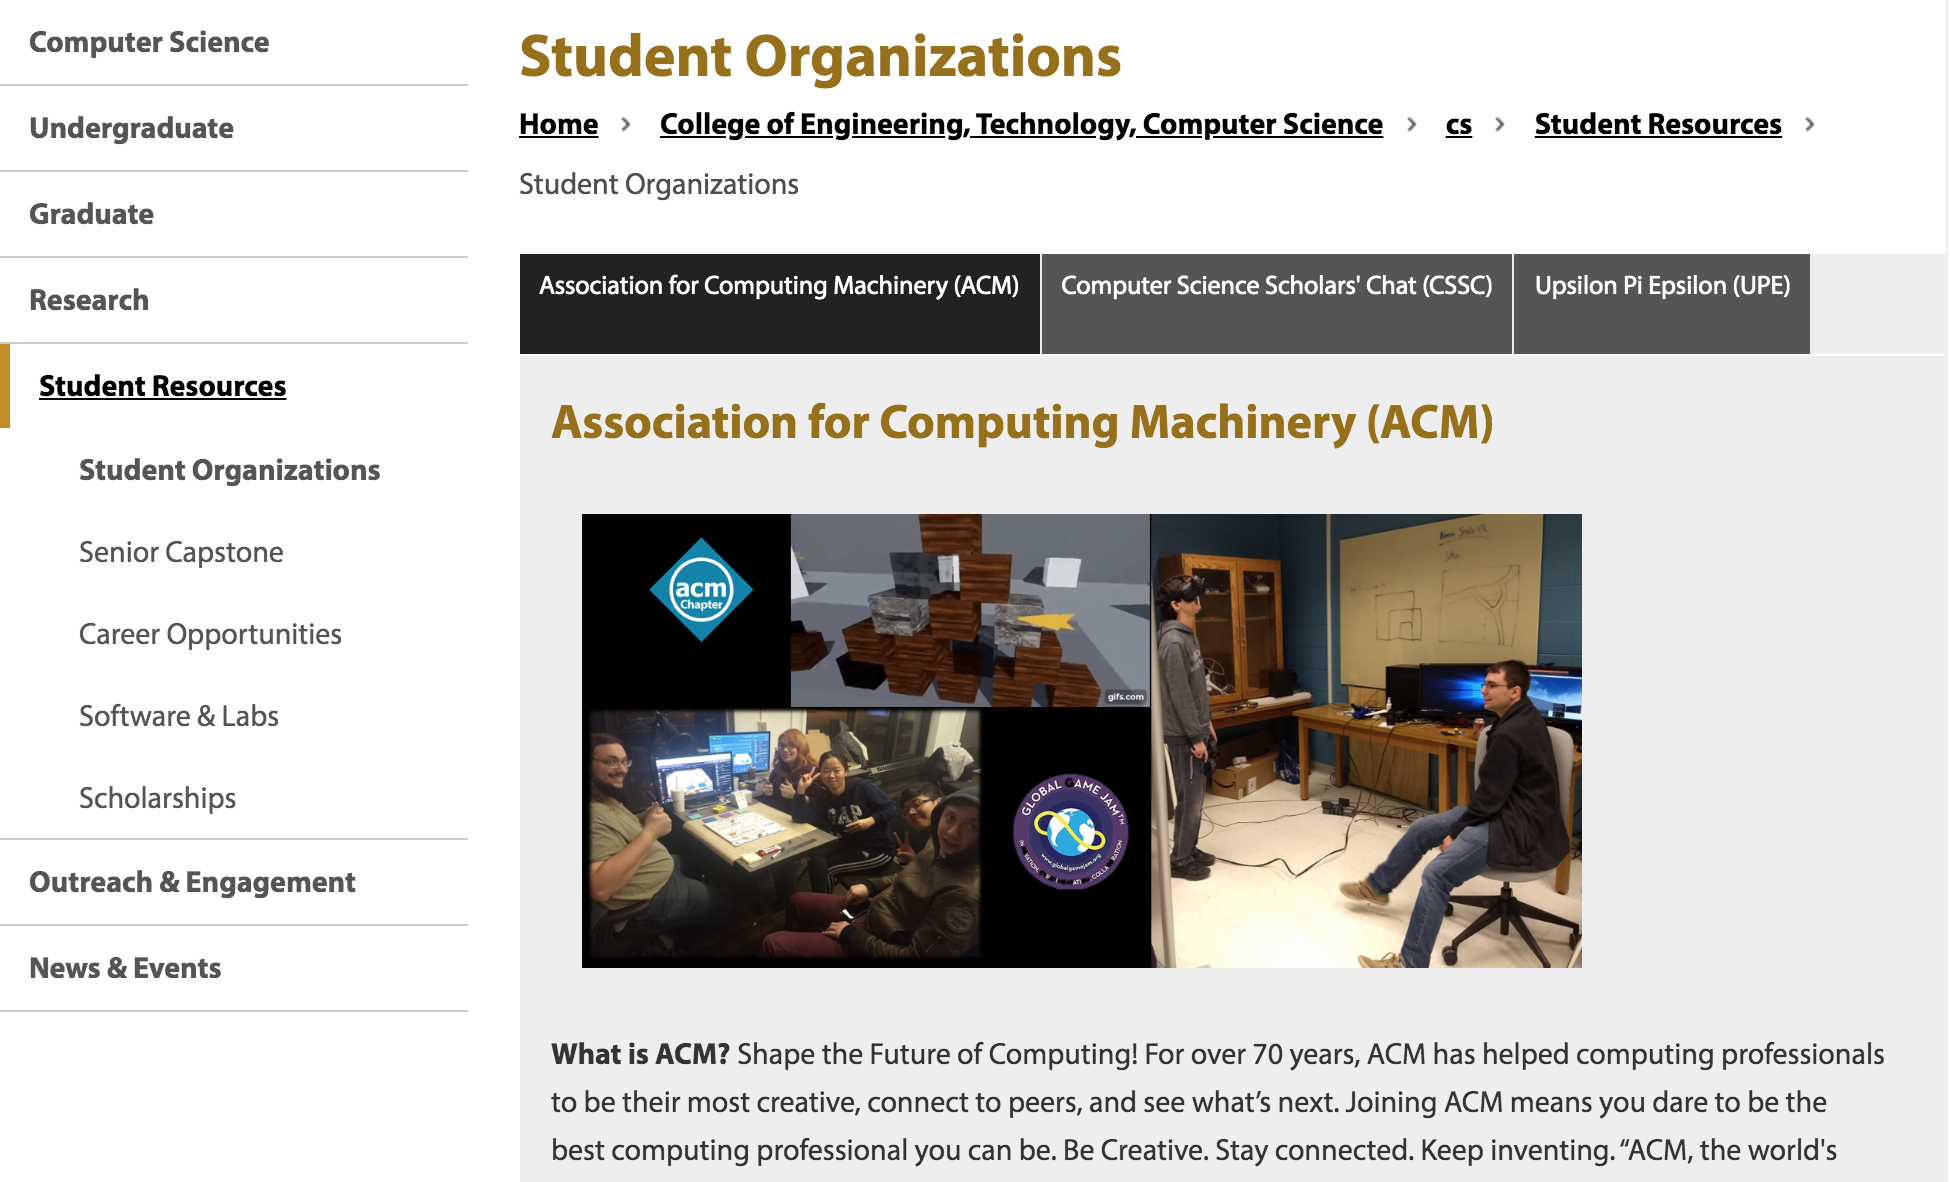 Computer Science
Undergraduate
Graduate
Research
Student Resources
Student Organizations
Senior Capstone
Career Opportunities
Software & Labs
Scholarships
Outreach & Engagement
News & Events
Student Organizations
Home > College of Engineering, Technology, Computer Science > cs > Student Resources >
Student Organizations
Association for Computing Machinery (ACM) Computer Science Scholars' Chat (CSSC) Upsilon Pi Epsilon (UPE)
Association for Computing Machinery (ACM)
acm
Chapter
gifs.com
GAP
GLOBAL GAME JAM™
www.globalgamejam.org
What is ACM? Shape the Future of Computing! For over 70 years, ACM has helped computing professionals
to be their most creative, connect to peers, and see what’s next. Joining ACM means you dare to be the
best computing professional you can be. Be Creative. Stay connected. Keep inventing. “ACM, the world's